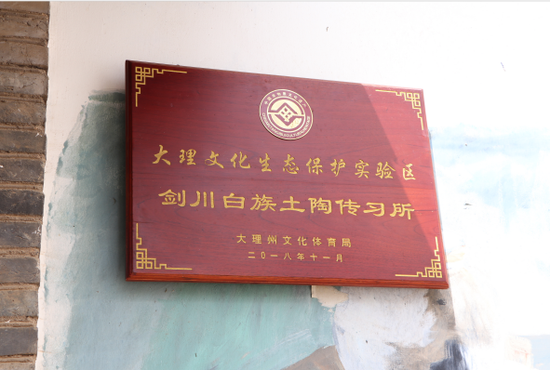 大理文化生态保护实验区
剑川白族土陶传习所
大理州文化体育局
二〇一八年十一月